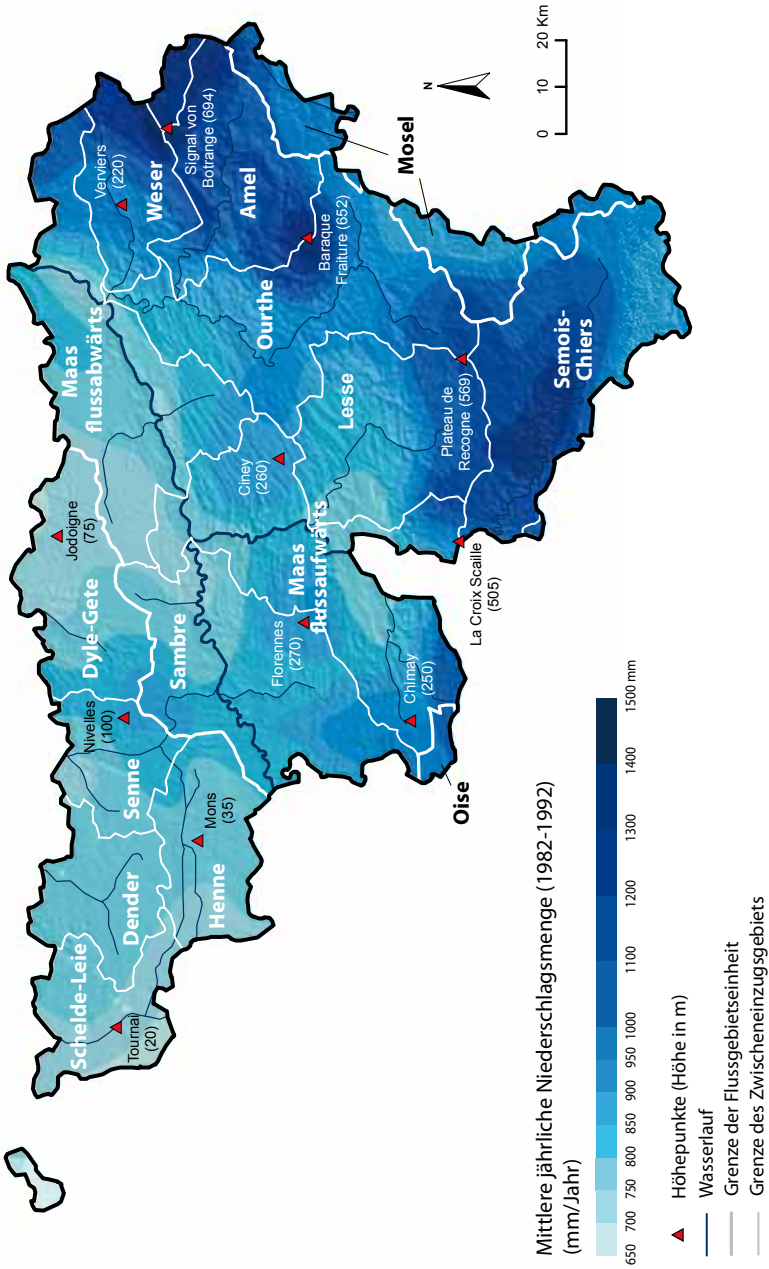 Schelde-Leie
Tournai
(20)
Dender
Henne
Mons
(35)
Senne
Nivelles
(100)
Dyle-Gete
Jodoigne
(75)
Sambre
Maas
flussabwärts
Florennes
(270)
Maas
flussaufwärts
Chimay
(250)
Oise
Ciney
(260)
Lesse
La Croix Scaille
(505)
Plateau de
Recogne (569)
Semois-
Chiers
Ourthe
Baraque
Fraiture (652)
Amel
Weser
Verviers
(220)
Signal von
Botrange (694)
Mosel
N
0 10 20 Km
Mittlere jährliche Niederschlagsmenge (1982-1992)
(mm/Jahr)
650 700 750 800 850 900 950 1000 1100 1200 1300 1400 1500 mm
Höhepunkte (Höhe in m)
Wasserlauf
Grenze der Flussgebietseinheit
Grenze des Zwischeneinzugsgebiets